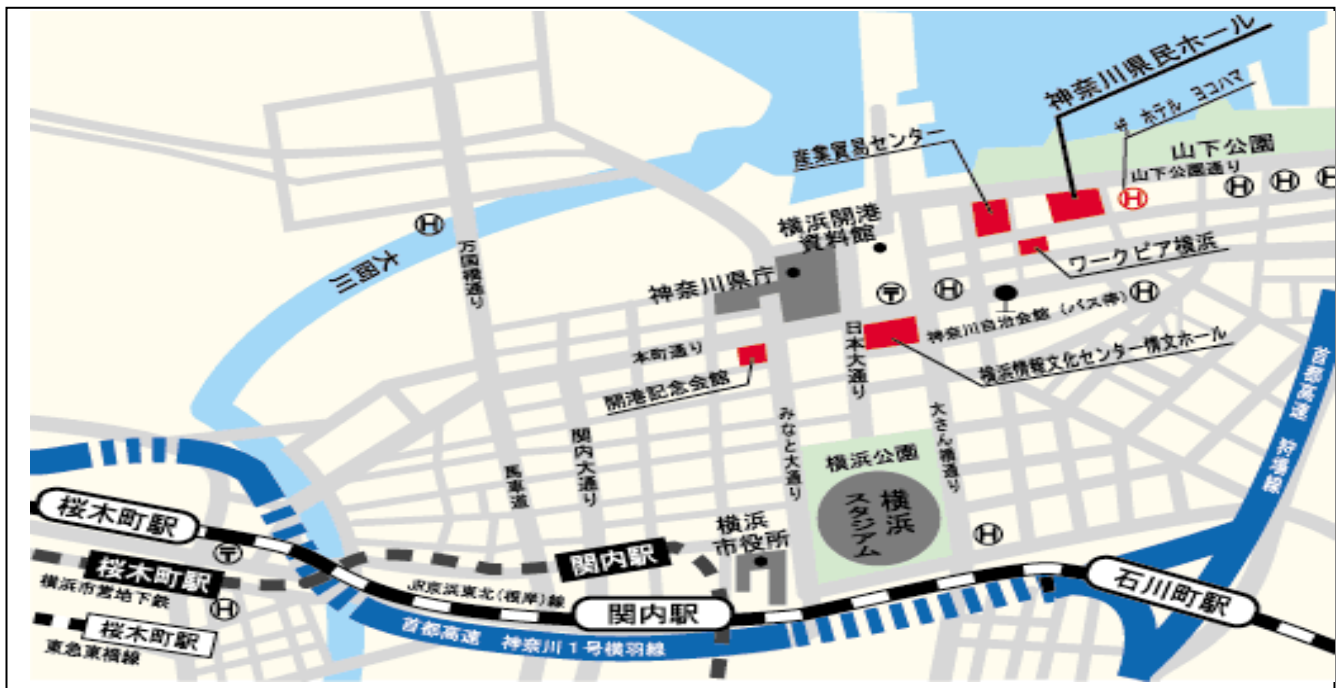 神奈川県民ホール
ザ ホテル ヨコハマ
産業貿易センター
山下公園
山下公園通り
横浜開港
資料館
ワークピア横浜
大岡川
万国橋通り
神奈川県庁
神奈川自治会館(バス停)
日本大通り
本町通り
横浜情報文化センター情文ホール
開港記念会館
首都高速 狩場線
みなと大通り
大さん橋通り
関内大通り
馬車道
横浜公園
横浜
スタジアム
横浜
市役所
桜木町駅
関内駅
桜木町駅
横浜市営地下鉄
JR京浜東北(根岸)線
関内駅
石川町駅
桜木町駅
東急東横線
首都高速 神奈川1号横羽線
H
H
H
H
H
H
H
H
H
〒
〒